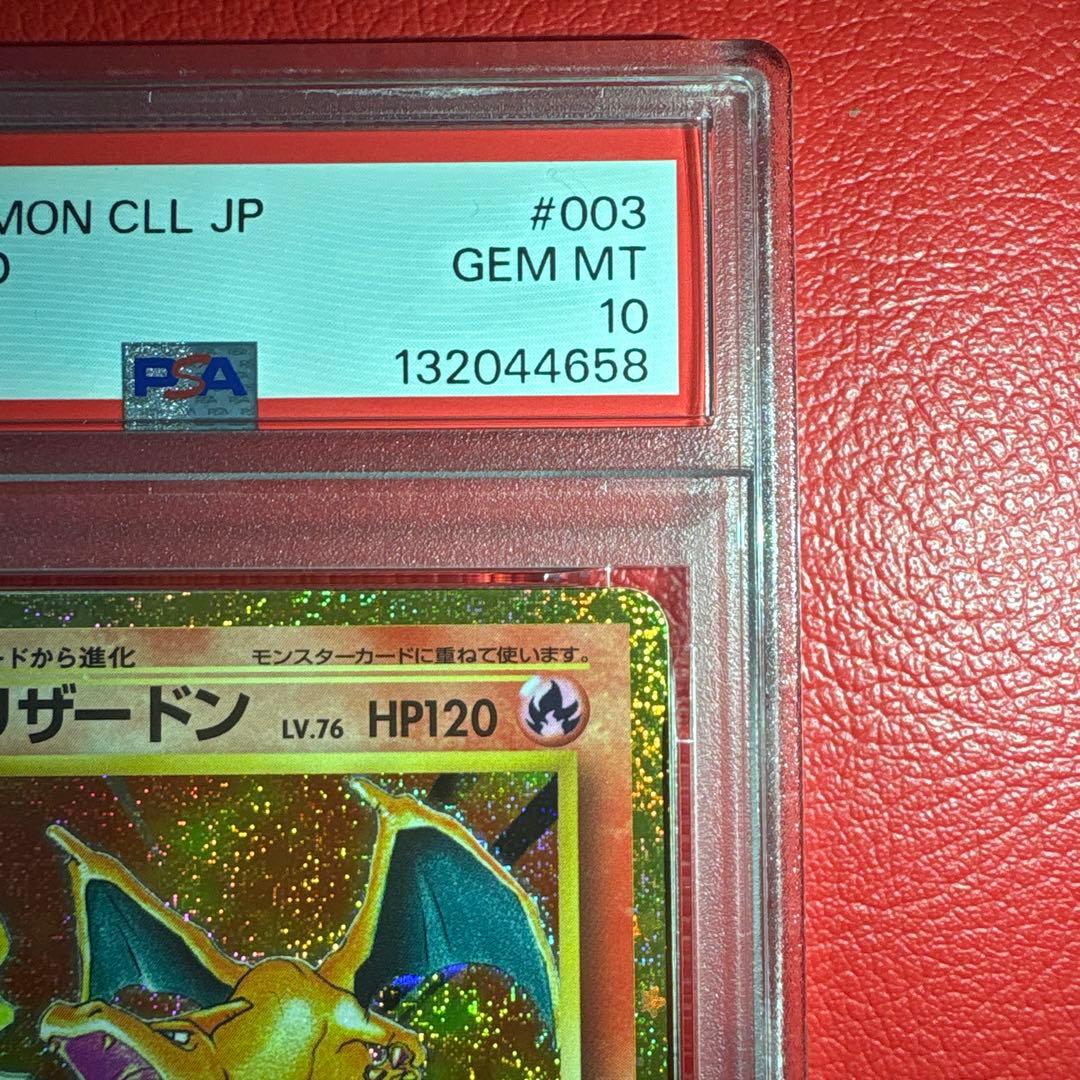 MON CLL JP #003
GEM MT
10
PSA 132044658
ードから進化 モンスターカードに重ねて使います。
リザードン LV.76 HP120